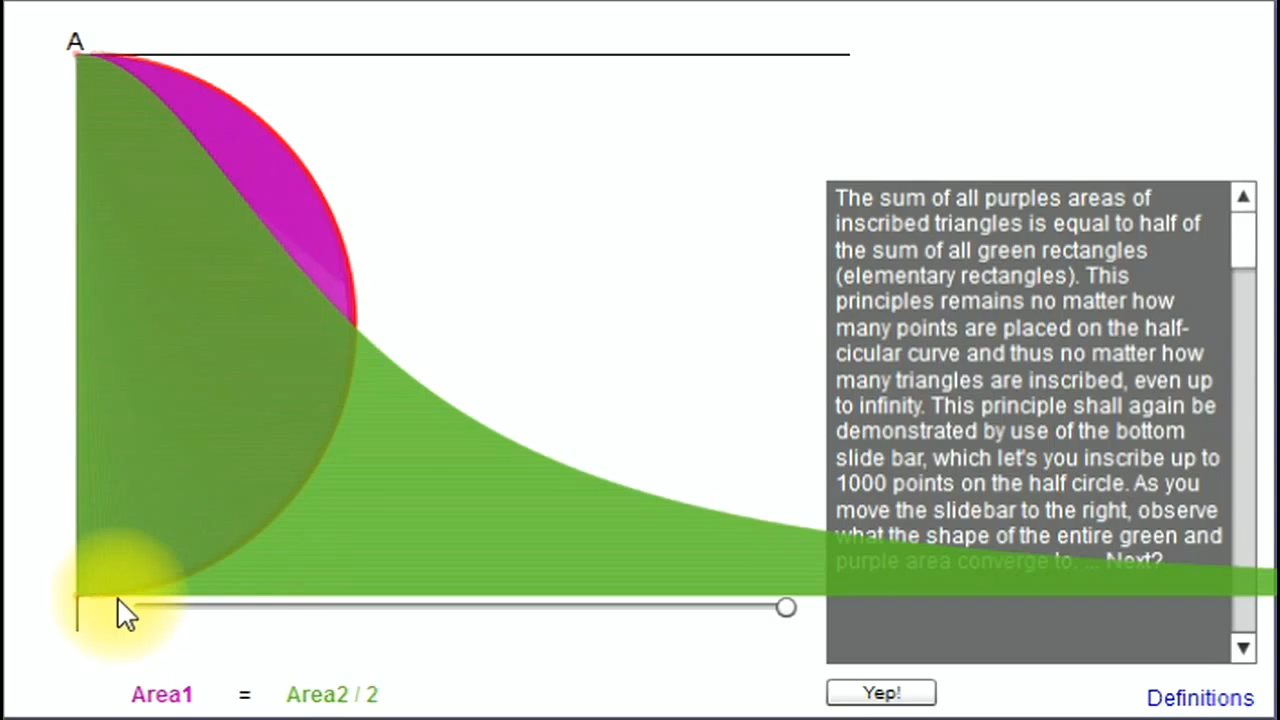 A
The sum of all purples areas of
inscribed triangles is equal to half of
the sum of all green rectangles
(elementary rectangles). This
principles remains no matter how
many points are placed on the half-
cicular curve and thus no matter how
many triangles are inscribed, even up
to infinity. This principle shall again be
demonstrated by use of the bottom
slide bar, which let's you inscribe up to
1000 points on the half circle. As you
move the slidebar to the right, observe
what the shape of the entire green and
purple area converge to. ... Next?
Area1 = Area2 / 2
Yep!
Definitions